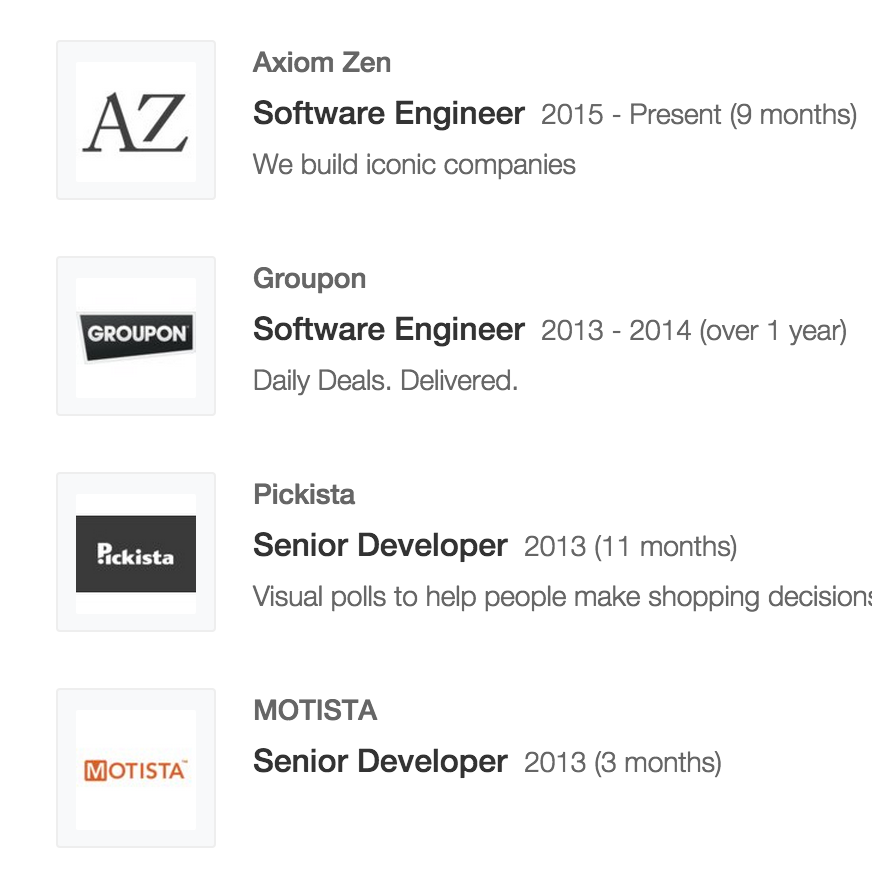 AZ
Axiom Zen
Software Engineer 2015 - Present (9 months)
We build iconic companies
GROUPON
Groupon
Software Engineer 2013 - 2014 (over 1 year)
Daily Deals. Delivered.
Pickista
Pickista
Senior Developer 2013 (11 months)
Visual polls to help people make shopping decisions
MOTISTA™
MOTISTA
Senior Developer 2013 (3 months)